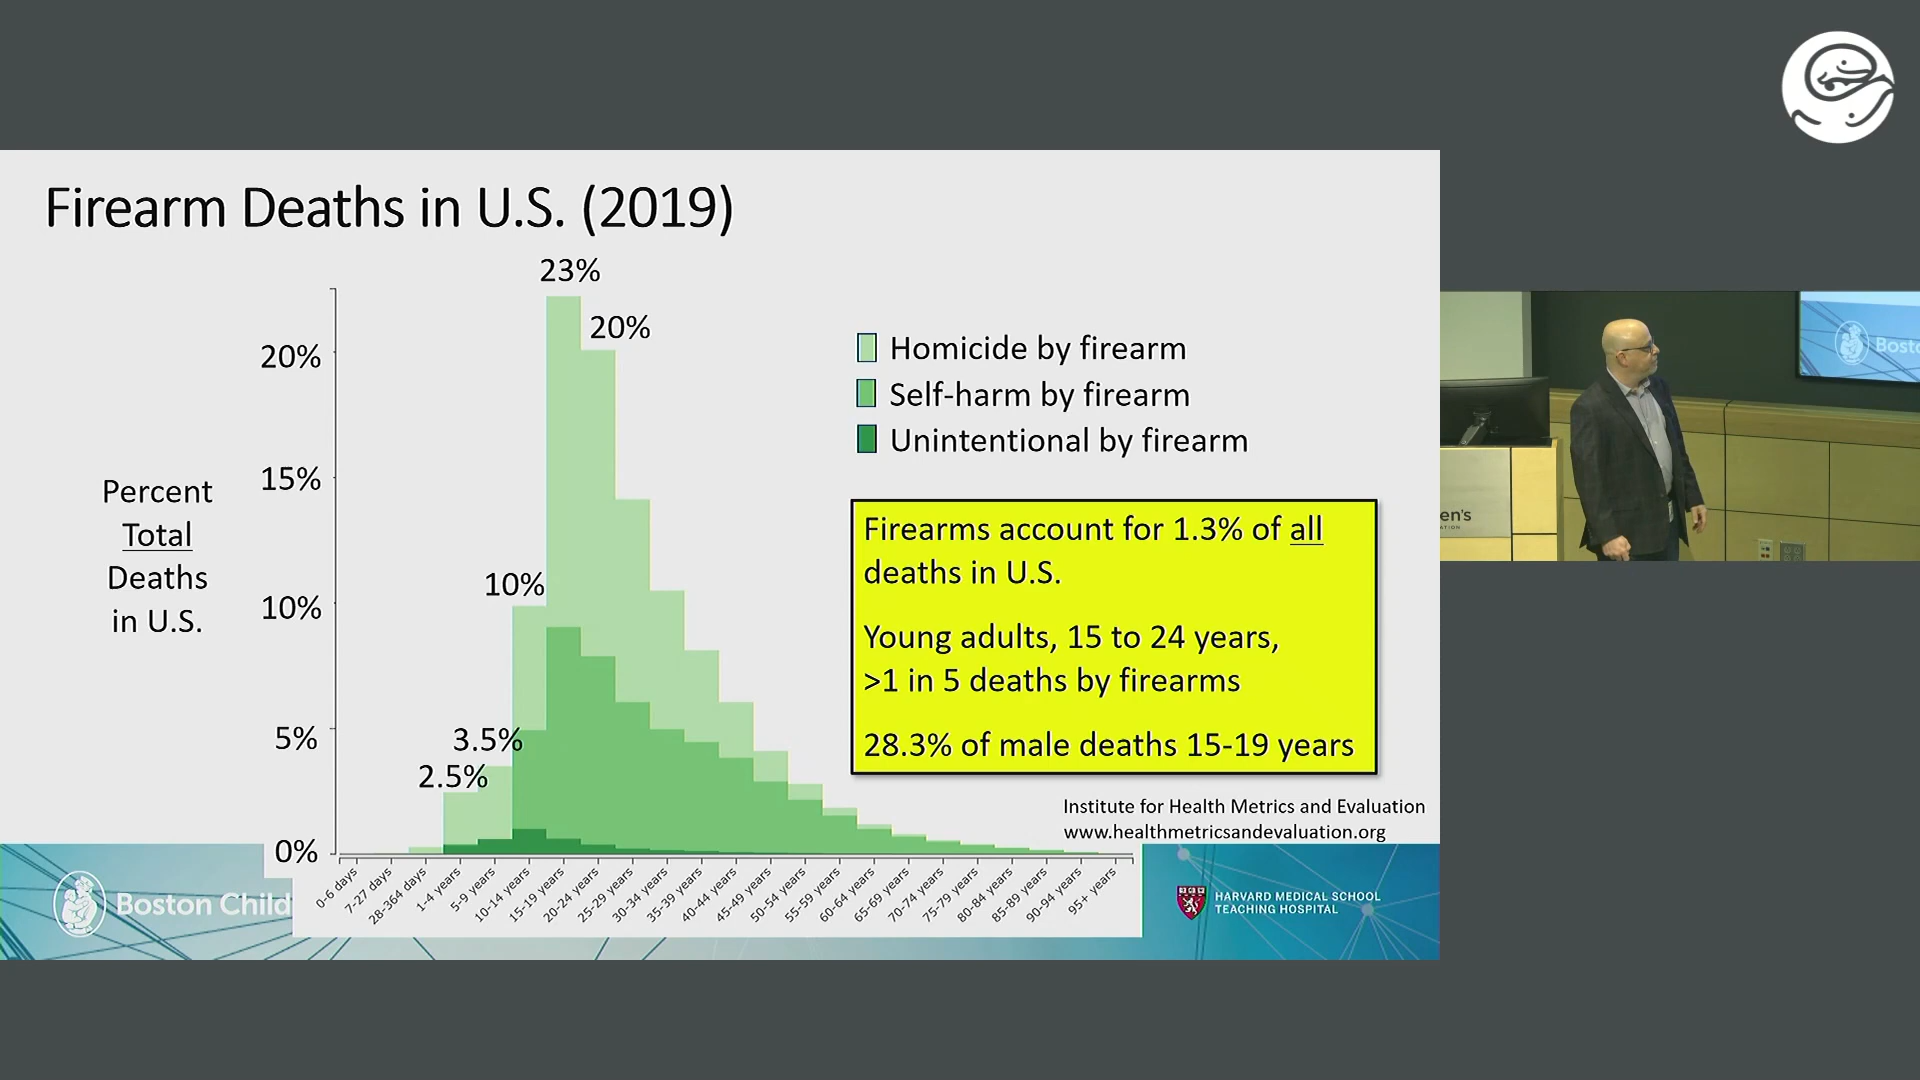 Firearm Deaths in U.S. (2019)
23%
20%
10%
3.5%
2.5%
Percent
Total
Deaths
in U.S.
20%
15%
10%
5%
0%
Homicide by firearm
Self-harm by firearm
Unintentional by firearm
Firearms account for 1.3% of all
deaths in U.S.
Young adults, 15 to 24 years,
>1 in 5 deaths by firearms
28.3% of male deaths 15-19 years
Institute for Health Metrics and Evaluation
www.healthmetricsandevaluation.org
0-6 days
7-27 days
28-364 days
1-4 years
5-9 years
10-14 years
15-19 years
20-24 years
25-29 years
30-34 years
35-39 years
40-44 years
45-49 years
50-54 years
55-59 years
60-64 years
65-69 years
70-74 years
75-79 years
80-84 years
85-89 years
90-94 years
95+ years
Boston Child
HARVARD MEDICAL SCHOOL
TEACHING HOSPITAL
Bost
en's